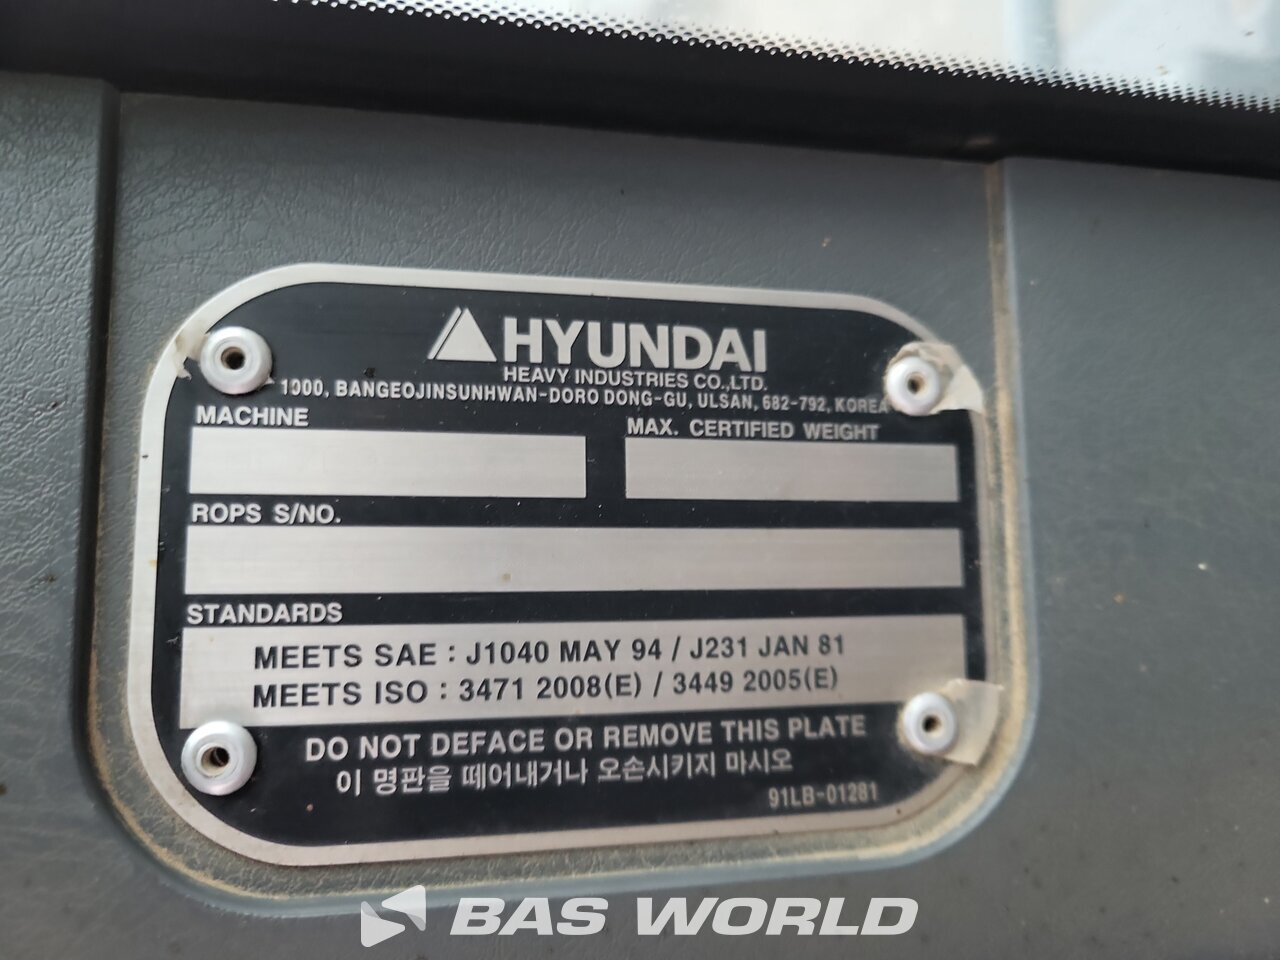 HYUNDAI
HEAVY INDUSTRIES CO.,LTD.
1000, BANGEOJINSUNHWAN-DORO DONG-GU, ULSAN, 682-792, KOREA
MACHINE
MAX. CERTIFIED WEIGHT
ROPS S/NO.
STANDARDS
MEETS SAE : J1040 MAY 94 / J231 JAN 81
MEETS ISO : 3471 2008(E) / 3449 2005(E)
DO NOT DEFACE OR REMOVE THIS PLATE
이 명판을 떼어내거나 오손시키지 마시오
91LB-01281
BAS WORLD